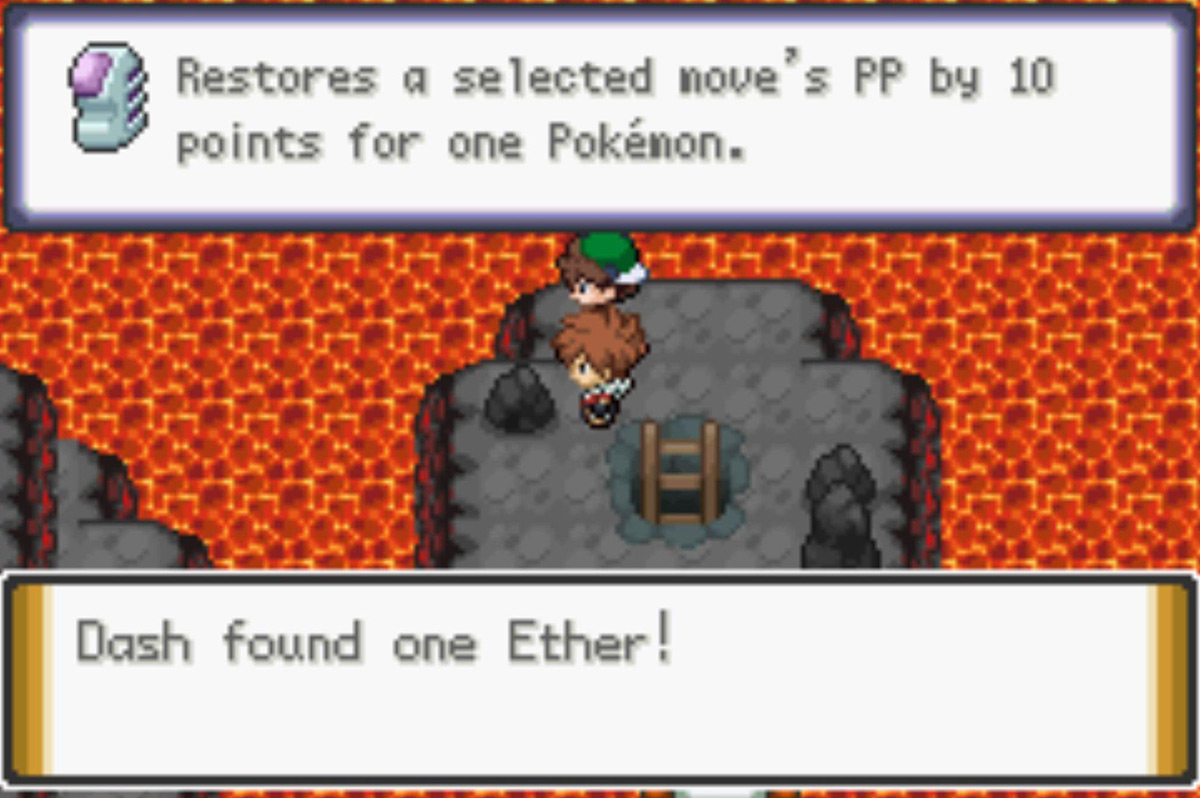 Restores a selected move's PP by 10
points for one Pokémon.
Dash found one Ether!